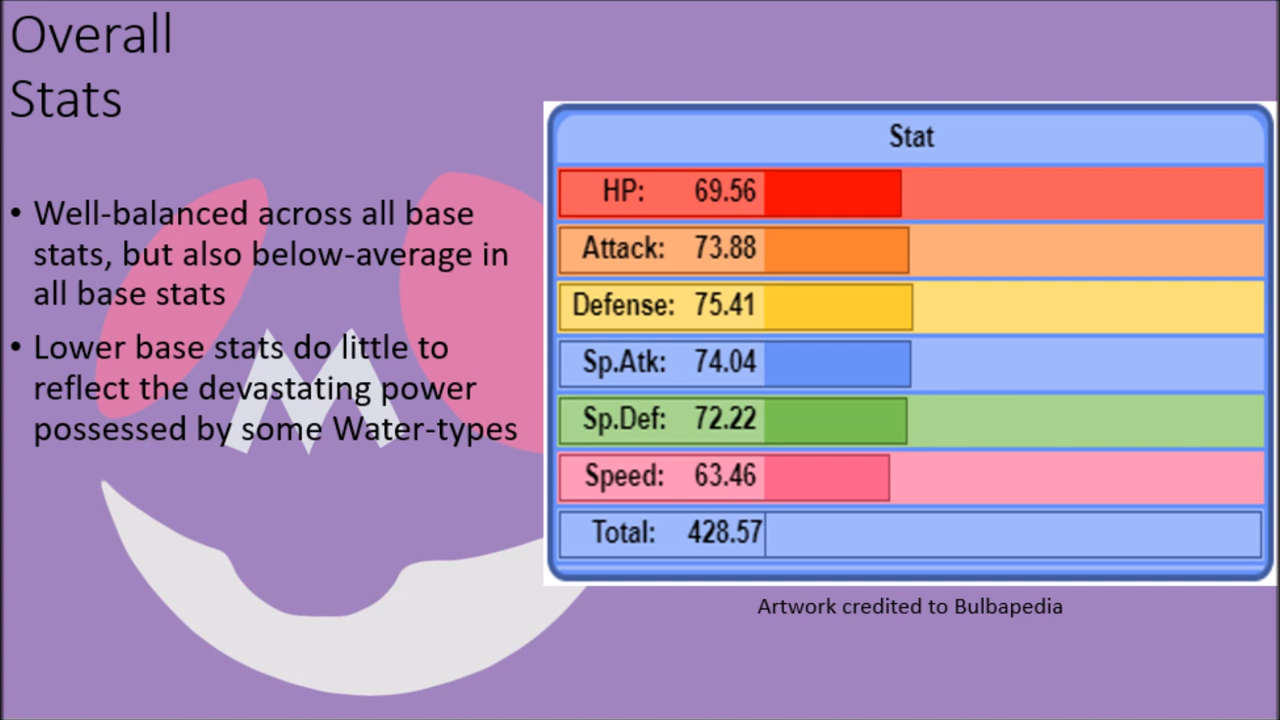 Overall
Stats
• Well-balanced across all base
stats, but also below-average in
all base stats
• Lower base stats do little to
reflect the devastating power
possessed by some Water-types
Stat
HP: 69.56
Attack: 73.88
Defense: 75.41
Sp.Atk: 74.04
Sp.Def: 72.22
Speed: 63.46
Total: 428.57
Artwork credited to Bulbapedia
M